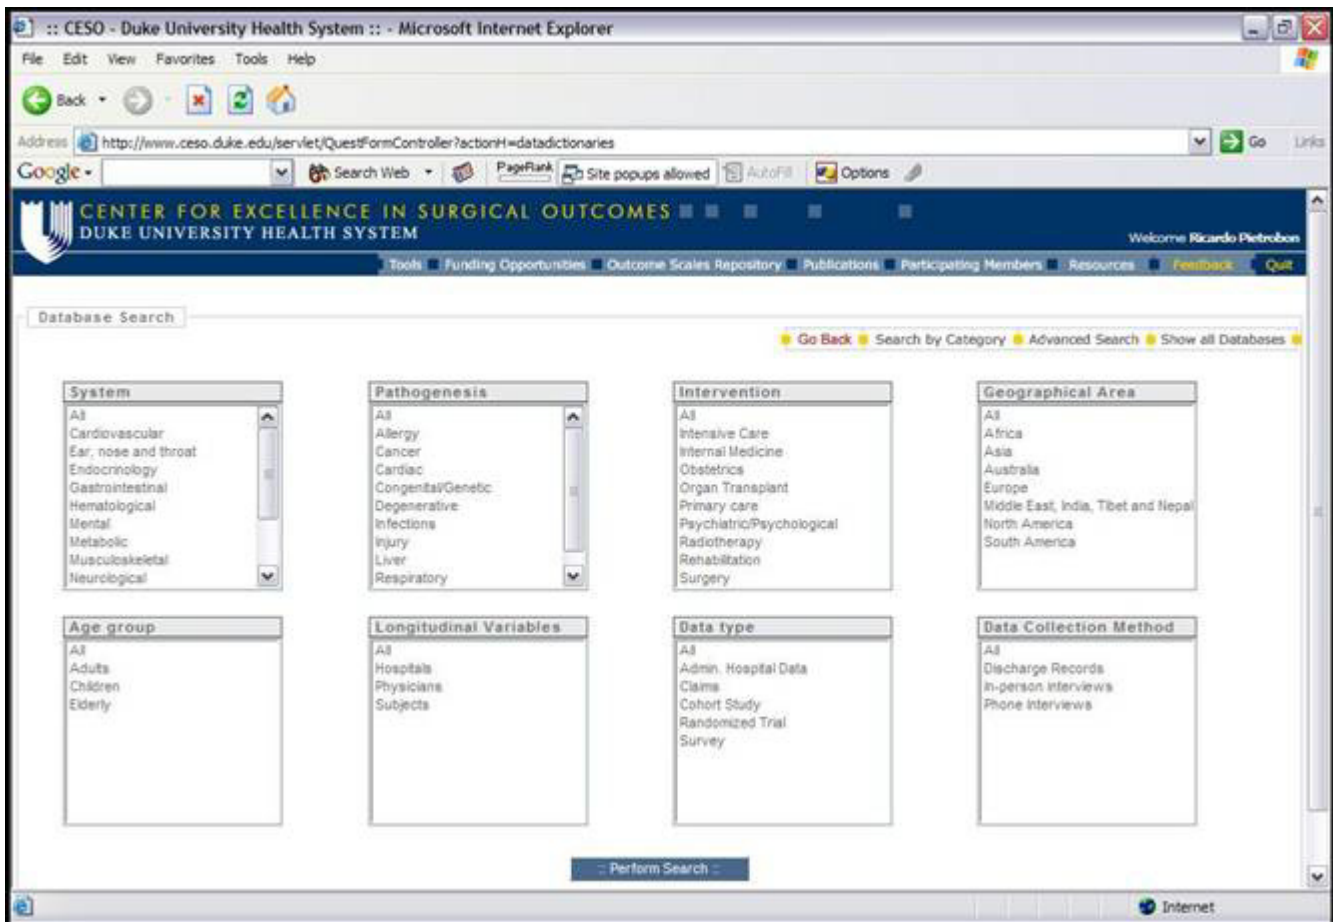 :: CESO - Duke University Health System :: - Microsoft Internet Explorer
File Edit View Favorites Tools Help
Back
Address http://www.ceso.duke.edu/servlet/QuestFormController?actionH=datadictionaries Go Links
Google Search Web PageRank Site popups allowed AutoFill Options
CENTER FOR EXCELLENCE IN SURGICAL OUTCOMES
DUKE UNIVERSITY HEALTH SYSTEM
Welcome Ricardo Pietrobon
Tools Funding Opportunities Outcome Scales Repository Publications Participating Members Resources Feedback Quit
Database Search
Go Back Search by Category Advanced Search Show all Databases
System
All
Cardiovascular
Ear, nose and throat
Endocrinology
Gastrointestinal
Hematological
Mental
Metabolic
Musculoskeletal
Neurological
Pathogenesis
All
Allergy
Cancer
Cardiac
Congenital/Genetic
Degenerative
Infections
Injury
Liver
Respiratory
Intervention
All
Intensive Care
Internal Medicine
Obstetrics
Organ Transplant
Primary care
Psychiatric/Psychological
Radiotherapy
Rehabilitation
Surgery
Geographical Area
All
Africa
Asia
Australia
Europe
Middle East, India, Tibet and Nepal
North America
South America
Age group
All
Adults
Children
Elderly
Longitudinal Variables
All
Hospitals
Physicians
Subjects
Data type
All
Admin. Hospital Data
Claims
Cohort Study
Randomized Trial
Survey
Data Collection Method
All
Discharge Records
In-person Interviews
Phone Interviews
:: Perform Search ::
Internet